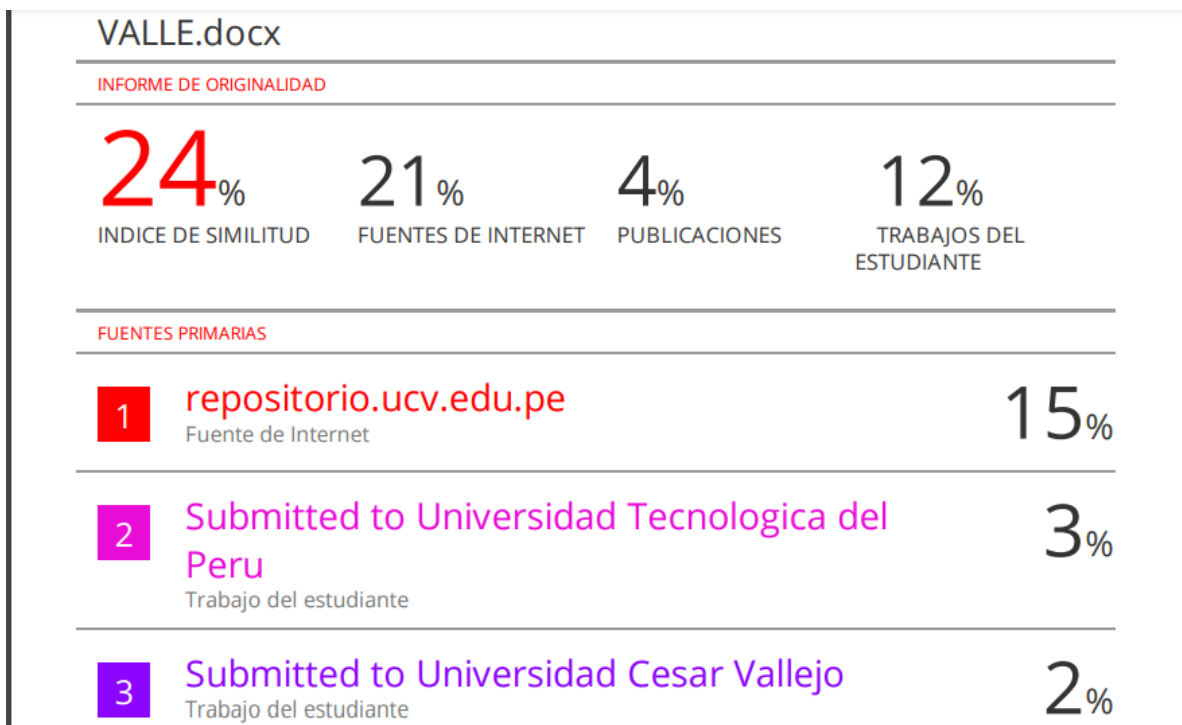 VALLE.docx
INFORME DE ORIGINALIDAD
24%
21%
4%
12%
INDICE DE SIMILITUD
FUENTES DE INTERNET
PUBLICACIONES
TRABAJOS DEL
ESTUDIANTE
FUENTES PRIMARIAS
1
repositorio.ucv.edu.pe
Fuente de Internet
15%
2
Submitted to Universidad Tecnologica del
Peru
Trabajo del estudiante
3%
3
Submitted to Universidad Cesar Vallejo
Trabajo del estudiante
2%